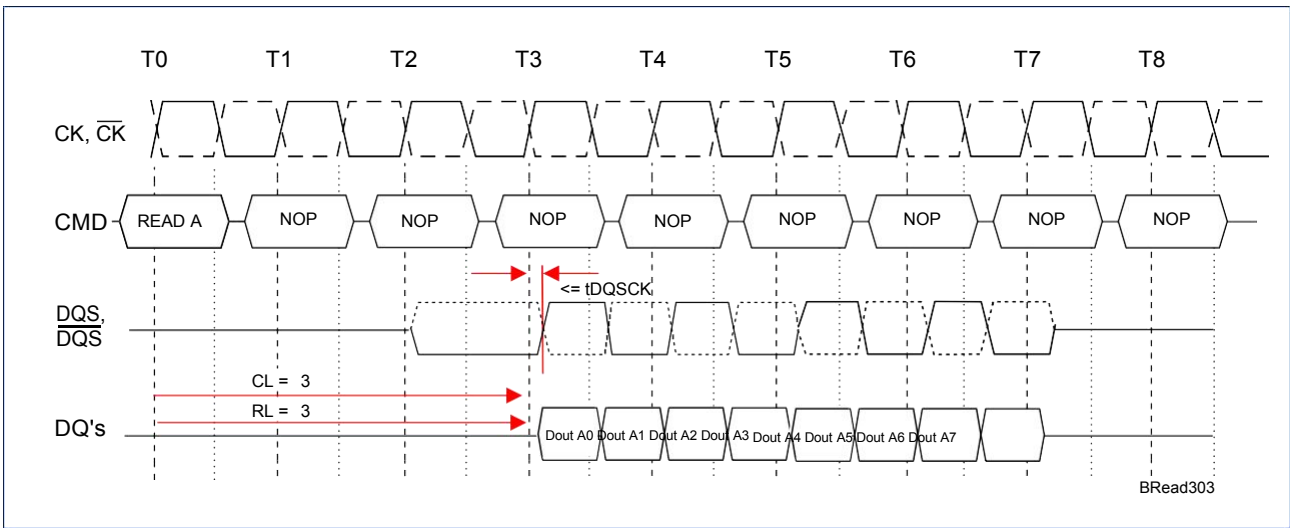 T0 T1 T2 T3 T4 T5 T6 T7 T8
CK, CK
CMD READ A NOP NOP NOP NOP NOP NOP NOP NOP
<= tDQSCK
DQS,
DQS
CL = 3
RL = 3
DQ's Dout A0 Dout A1 Dout A2 Dout A3 Dout A4 Dout A5 Dout A6 Dout A7
BRead303